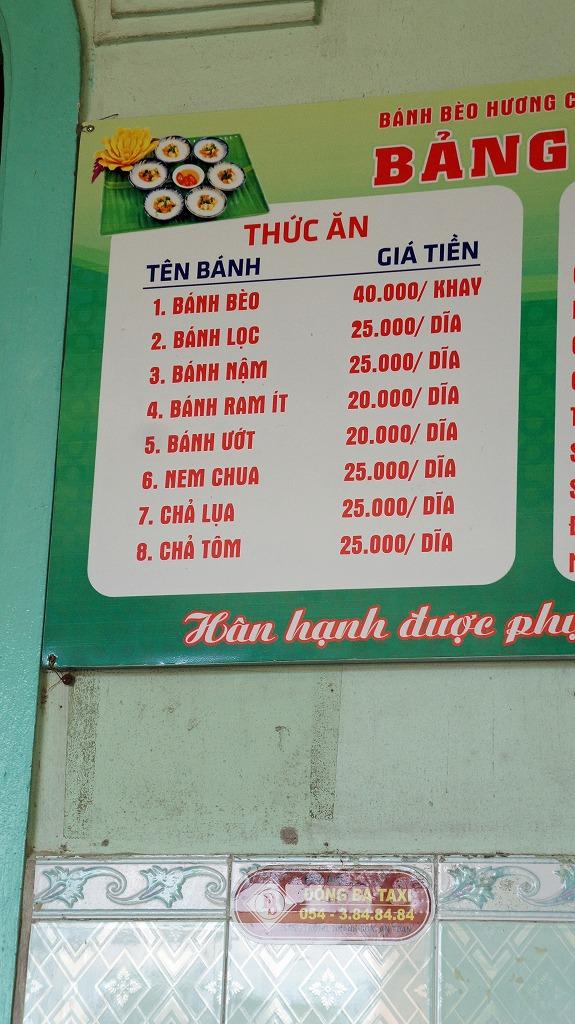 BÁNH BÈO HƯƠNG
BẢNG
THỨC ĂN
TÊN BÁNH GIÁ TIỀN
1. BÁNH BÈO 40.000/ KHAY
2. BÁNH LỌC 25.000/ DĨA
3. BÁNH NẬM 25.000/ DĨA
4. BÁNH RAM ÍT 20.000/ DĨA
5. BÁNH ƯỚT 20.000/ DĨA
6. NEM CHUA 25.000/ DĨA
7. CHẢ LỤA 25.000/ DĨA
8. CHẢ TÔM 25.000/ DĨA
Hân hạnh được
ĐÔNG BA TAXI
054 - 3.84.84.84